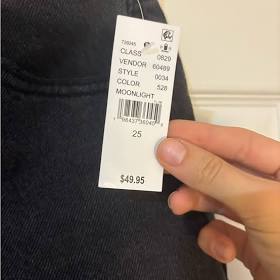 CLASS 0829
VENDOR 60489
STYLE 0034
COLOR 528
MOONLIGHT
25
$49.95